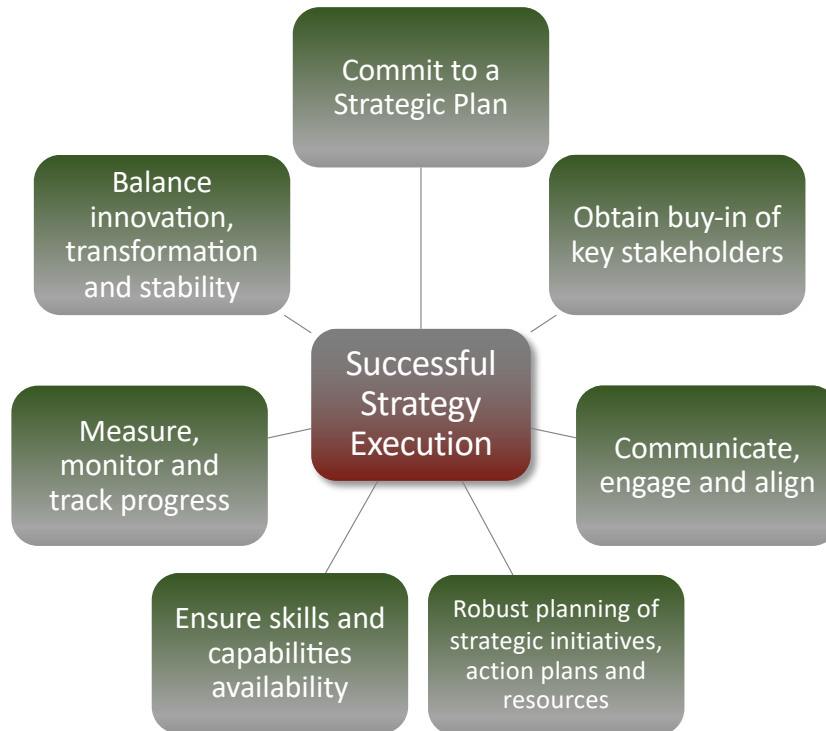 Commit to a
Strategic Plan
Obtain buy-in of
key stakeholders
Communicate,
engage and align
Robust planning of
strategic initiatives,
action plans and
resources
Ensure skills and
capabilities
availability
Measure,
monitor and
track progress
Balance
innovation,
transformation
and stability
Successful
Strategy
Execution